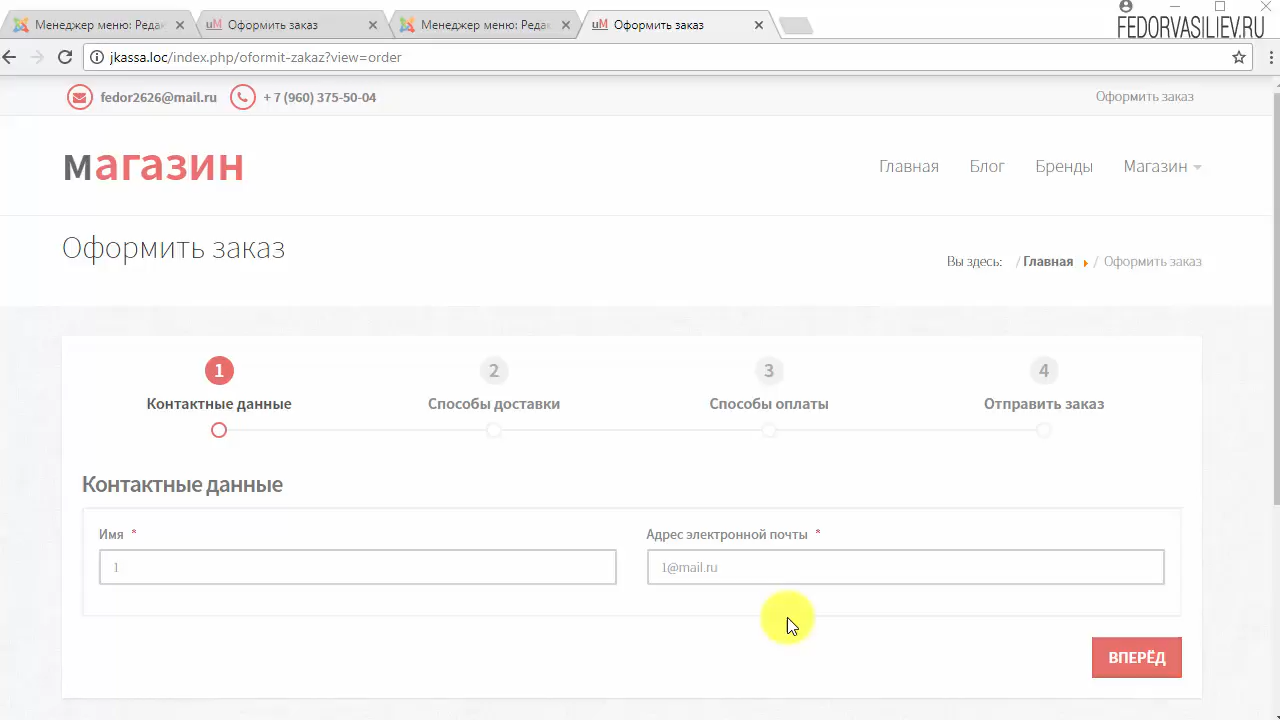 Менеджер меню: Редак
uM Оформить заказ
Менеджер меню: Редак
uM Оформить заказ
FEDORVASILIEV.RU
jkassa.loc/index.php/oformit-zakaz?view=order
fedor2626@mail.ru
+ 7 (960) 375-50-04
Оформить заказ
магазин
Главная
Блог
Бренды
Магазин
Оформить заказ
Вы здесь: / Главная / Оформить заказ
1
2
3
4
Контактные данные
Способы доставки
Способы оплаты
Отправить заказ
Контактные данные
Имя *
Адрес электронной почты *
1
1@mail.ru
ВПЕРЁД